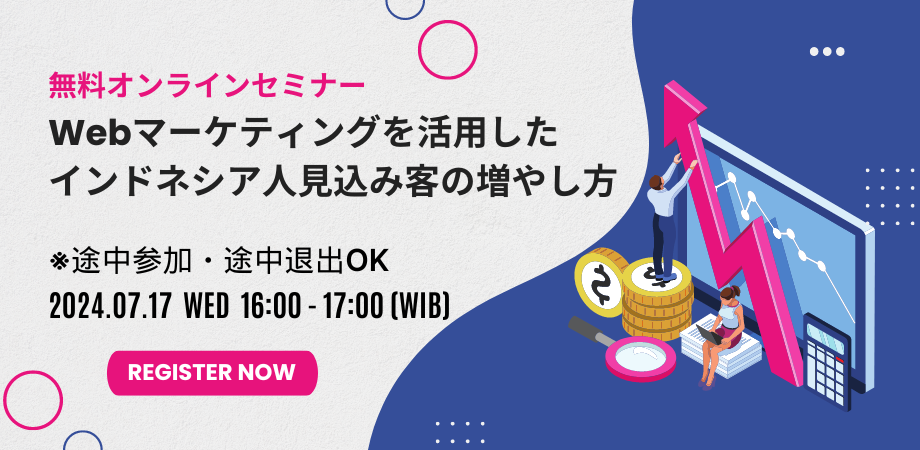 無料オンラインセミナー
Webマーケティングを活用した
インドネシア人見込み客の増やし方
※途中参加・途中退出OK
2024.07.17 WED 16:00 - 17:00 (WIB)
REGISTER NOW